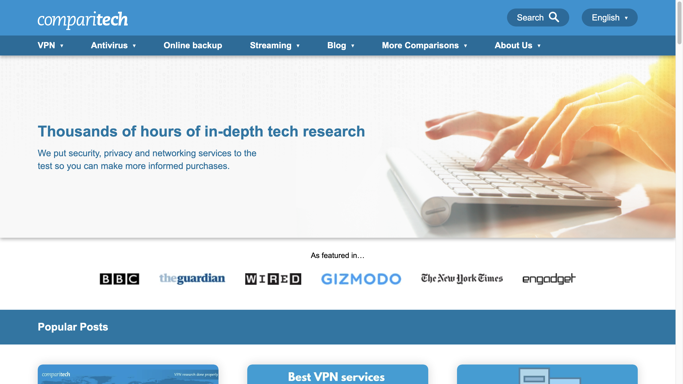 comparitech
Search
English
VPN
Antivirus
Online backup
Streaming
Blog
More Comparisons
About Us
Thousands of hours of in-depth tech research
We put security, privacy and networking services to the
test so you can make more informed purchases.
As featured in...
BBC
theguardian
WIRED
GIZMODO
The New York Times
engadget
Popular Posts
comparitech
VPN research data property
Best VPN services